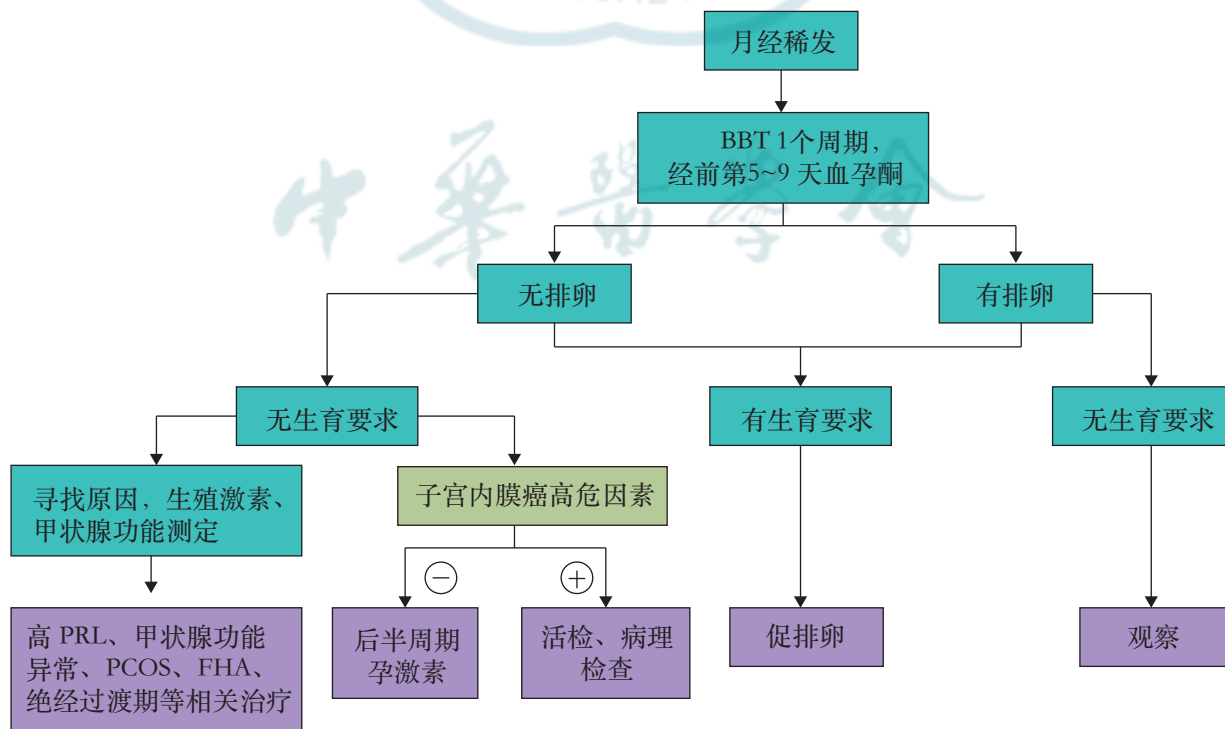 月经稀发
BBT 1个周期，
经前第5~9 天血孕酮
中华医学会
无排卵
有排卵
无生育要求
有生育要求
无生育要求
寻找原因，生殖激素、
甲状腺功能测定
子宫内膜癌高危因素
−
+
高 PRL、甲状腺功能
异常、PCOS、FHA、
绝经过渡期等相关治疗
后半周期
孕激素
活检、病理
检查
促排卵
观察